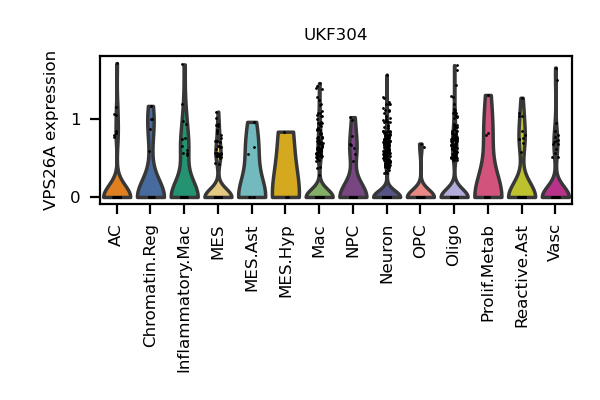 UKF304
VPS26A expression
1
0
AC
Chromatin.Reg
Inflammatory.Mac
MES
MES.Ast
MES.Hyp
Mac
NPC
Neuron
OPC
Oligo
Prolif.Metab
Reactive.Ast
Vasc